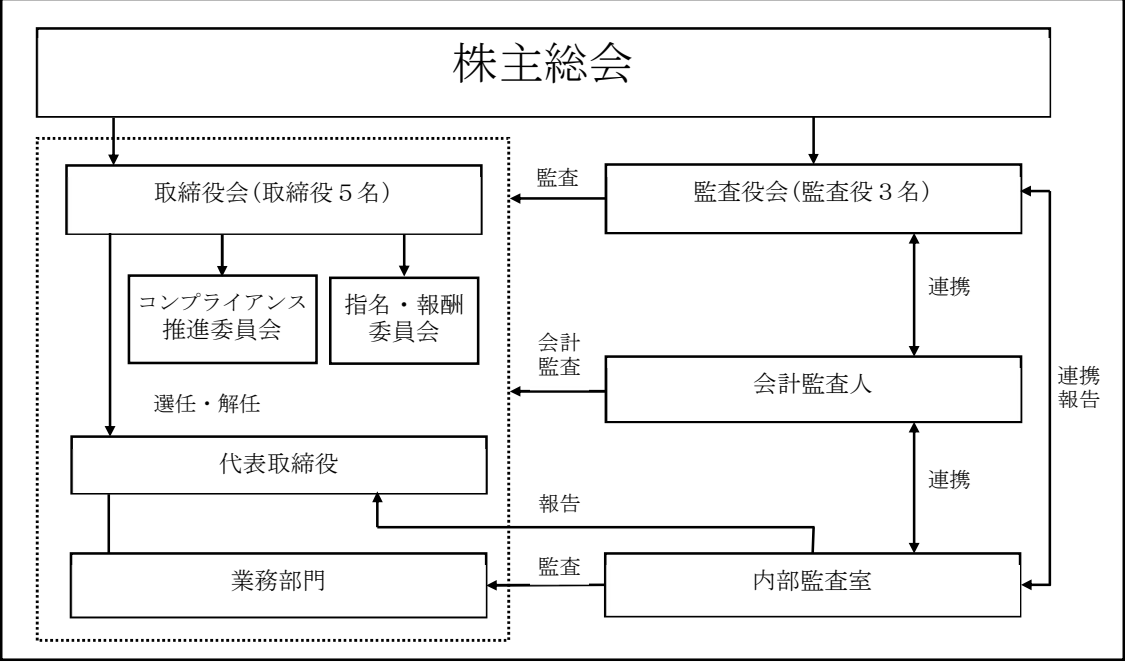 株主総会
取締役会(取締役５名)
監査
監査役会(監査役３名)
コンプライアンス
推進委員会
指名・報酬
委員会
連携
会計
監査
会計監査人
連携
報告
選任・解任
代表取締役
連携
報告
業務部門
監査
内部監査室